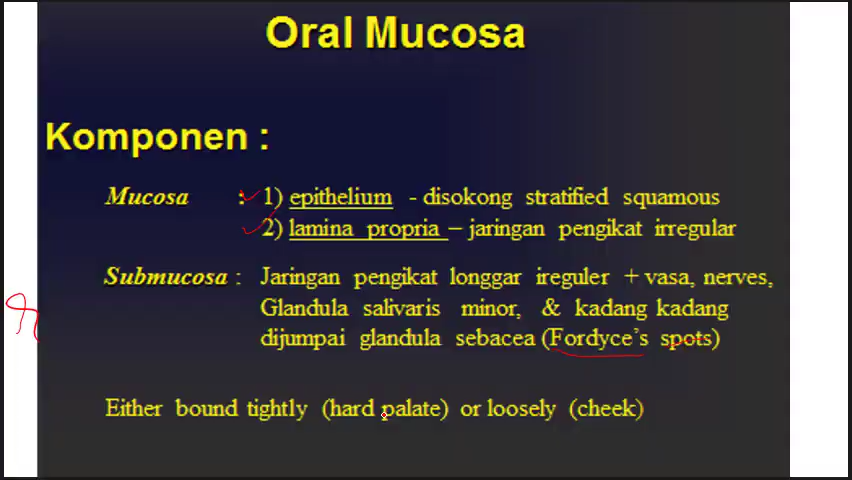 Oral Mucosa
Komponen :
Mucosa : 1) epithelium - disokong stratified squamous
2) lamina propria – jaringan pengikat irregular
Submucosa : Jaringan pengikat longgar ireguler + vasa, nerves,
Glandula salivaris minor, & kadang kadang
dijumpai glandula sebacea (Fordyce's spots)
Either bound tightly (hard palate) or loosely (cheek)